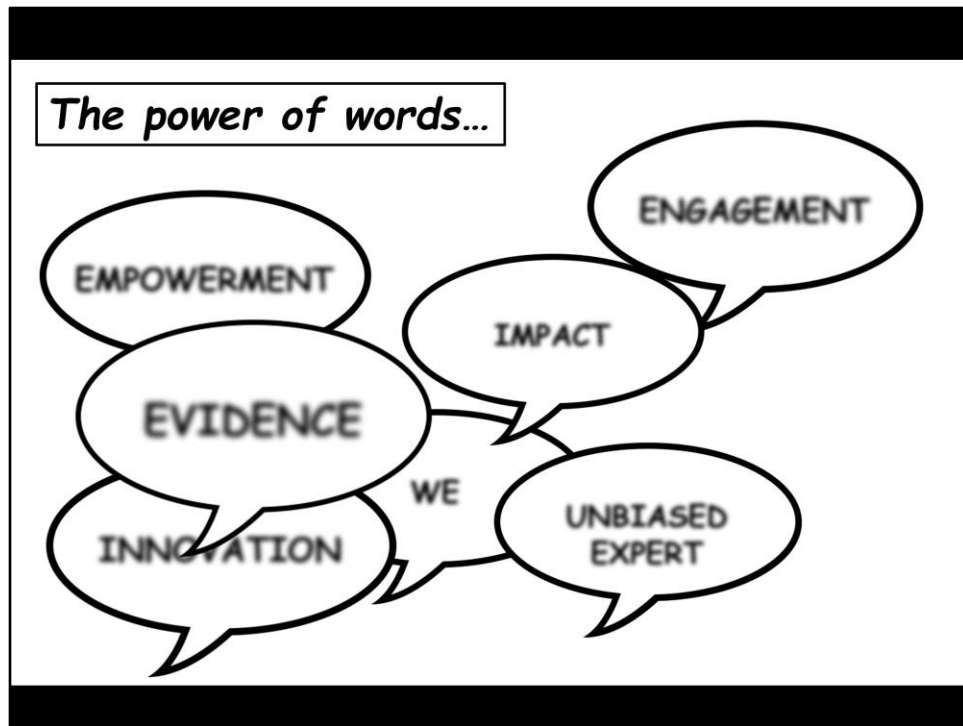 The power of words...
ENGAGEMENT
EMPOWERMENT
IMPACT
EVIDENCE
WE
UNBIASED
EXPERT
INNOVATION